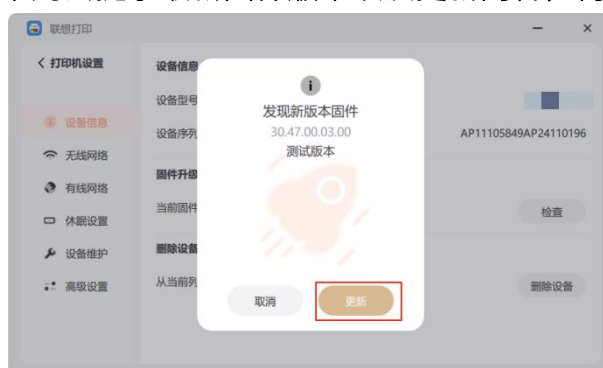 联想打印
打印机设置
设备信息
设备型号
设备序列
AP11105849AP24110196
设备信息
无线网络
有线网络
休眠设置
设备维护
高级设置
固件升级
当前固件
检查
删除设备
从当前列
删除设备
发现新版本固件
30.47.00.03.00
测试版本
取消
更新